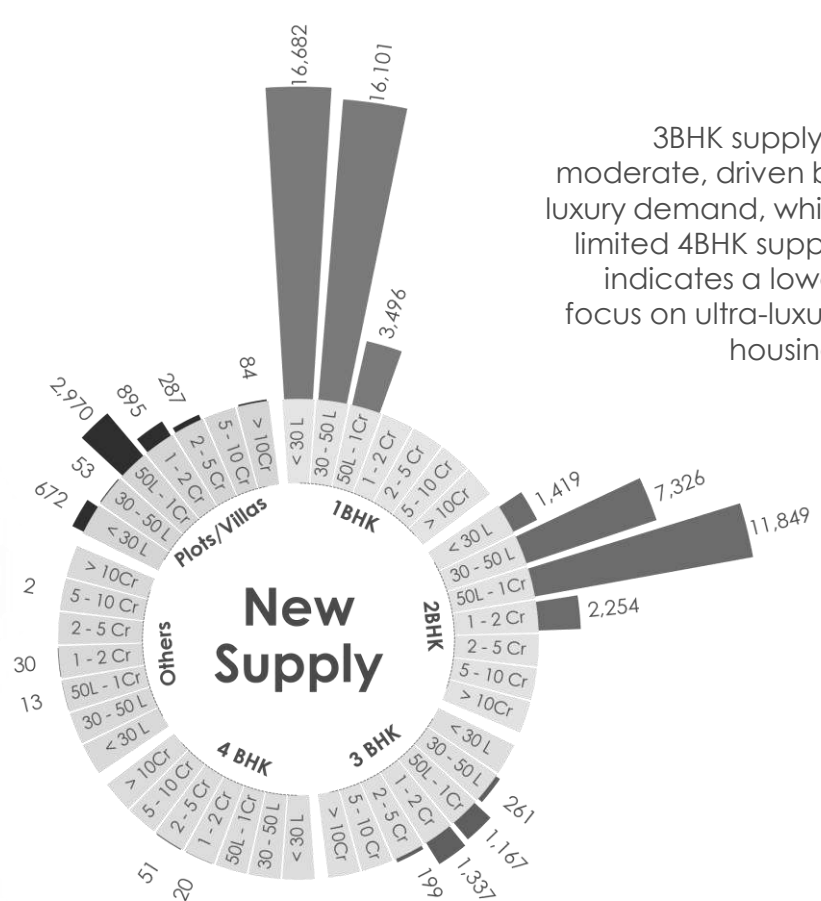 3BHK supply
moderate, driven b
luxury demand, whi
limited 4BHK supp
indicates a lowe
focus on ultra-luxu
housin
New
Supply
1BHK
< 30 L
16,682
30 - 50 L
16,101
50L - 1Cr
3,496
1 - 2 Cr
2 - 5 Cr
5 - 10 Cr
> 10Cr
2BHK
< 30 L
1,419
30 - 50 L
7,326
50L - 1Cr
11,849
1 - 2 Cr
2,254
2 - 5 Cr
5 - 10 Cr
> 10Cr
3 BHK
< 30 L
30 - 50 L
261
50L - 1Cr
1,167
1 - 2 Cr
1,337
2 - 5 Cr
199
5 - 10 Cr
> 10Cr
4 BHK
< 30 L
30 - 50 L
50L - 1Cr
1 - 2 Cr
20
2 - 5 Cr
51
5 - 10 Cr
> 10Cr
Others
< 30 L
30 - 50 L
50L - 1Cr
13
1 - 2 Cr
30
2 - 5 Cr
5 - 10 Cr
2
> 10Cr
Plots/Villas
< 30 L
672
30 - 50 L
53
50L - 1Cr
2,970
1 - 2 Cr
895
2 - 5 Cr
287
5 - 10 Cr
> 10Cr
84